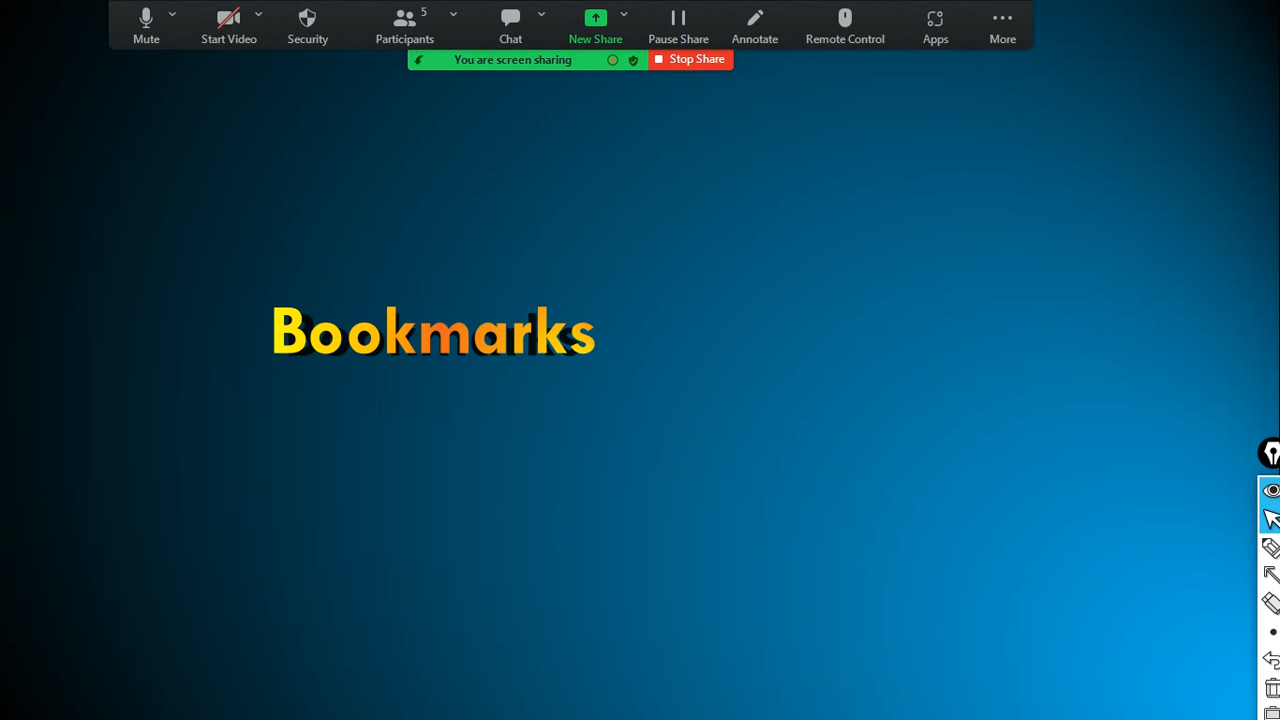 5
Mute Start Video Security Participants Chat New Share Pause Share Annotate Remote Control Apps More
You are screen sharing Stop Share
Bookmarks